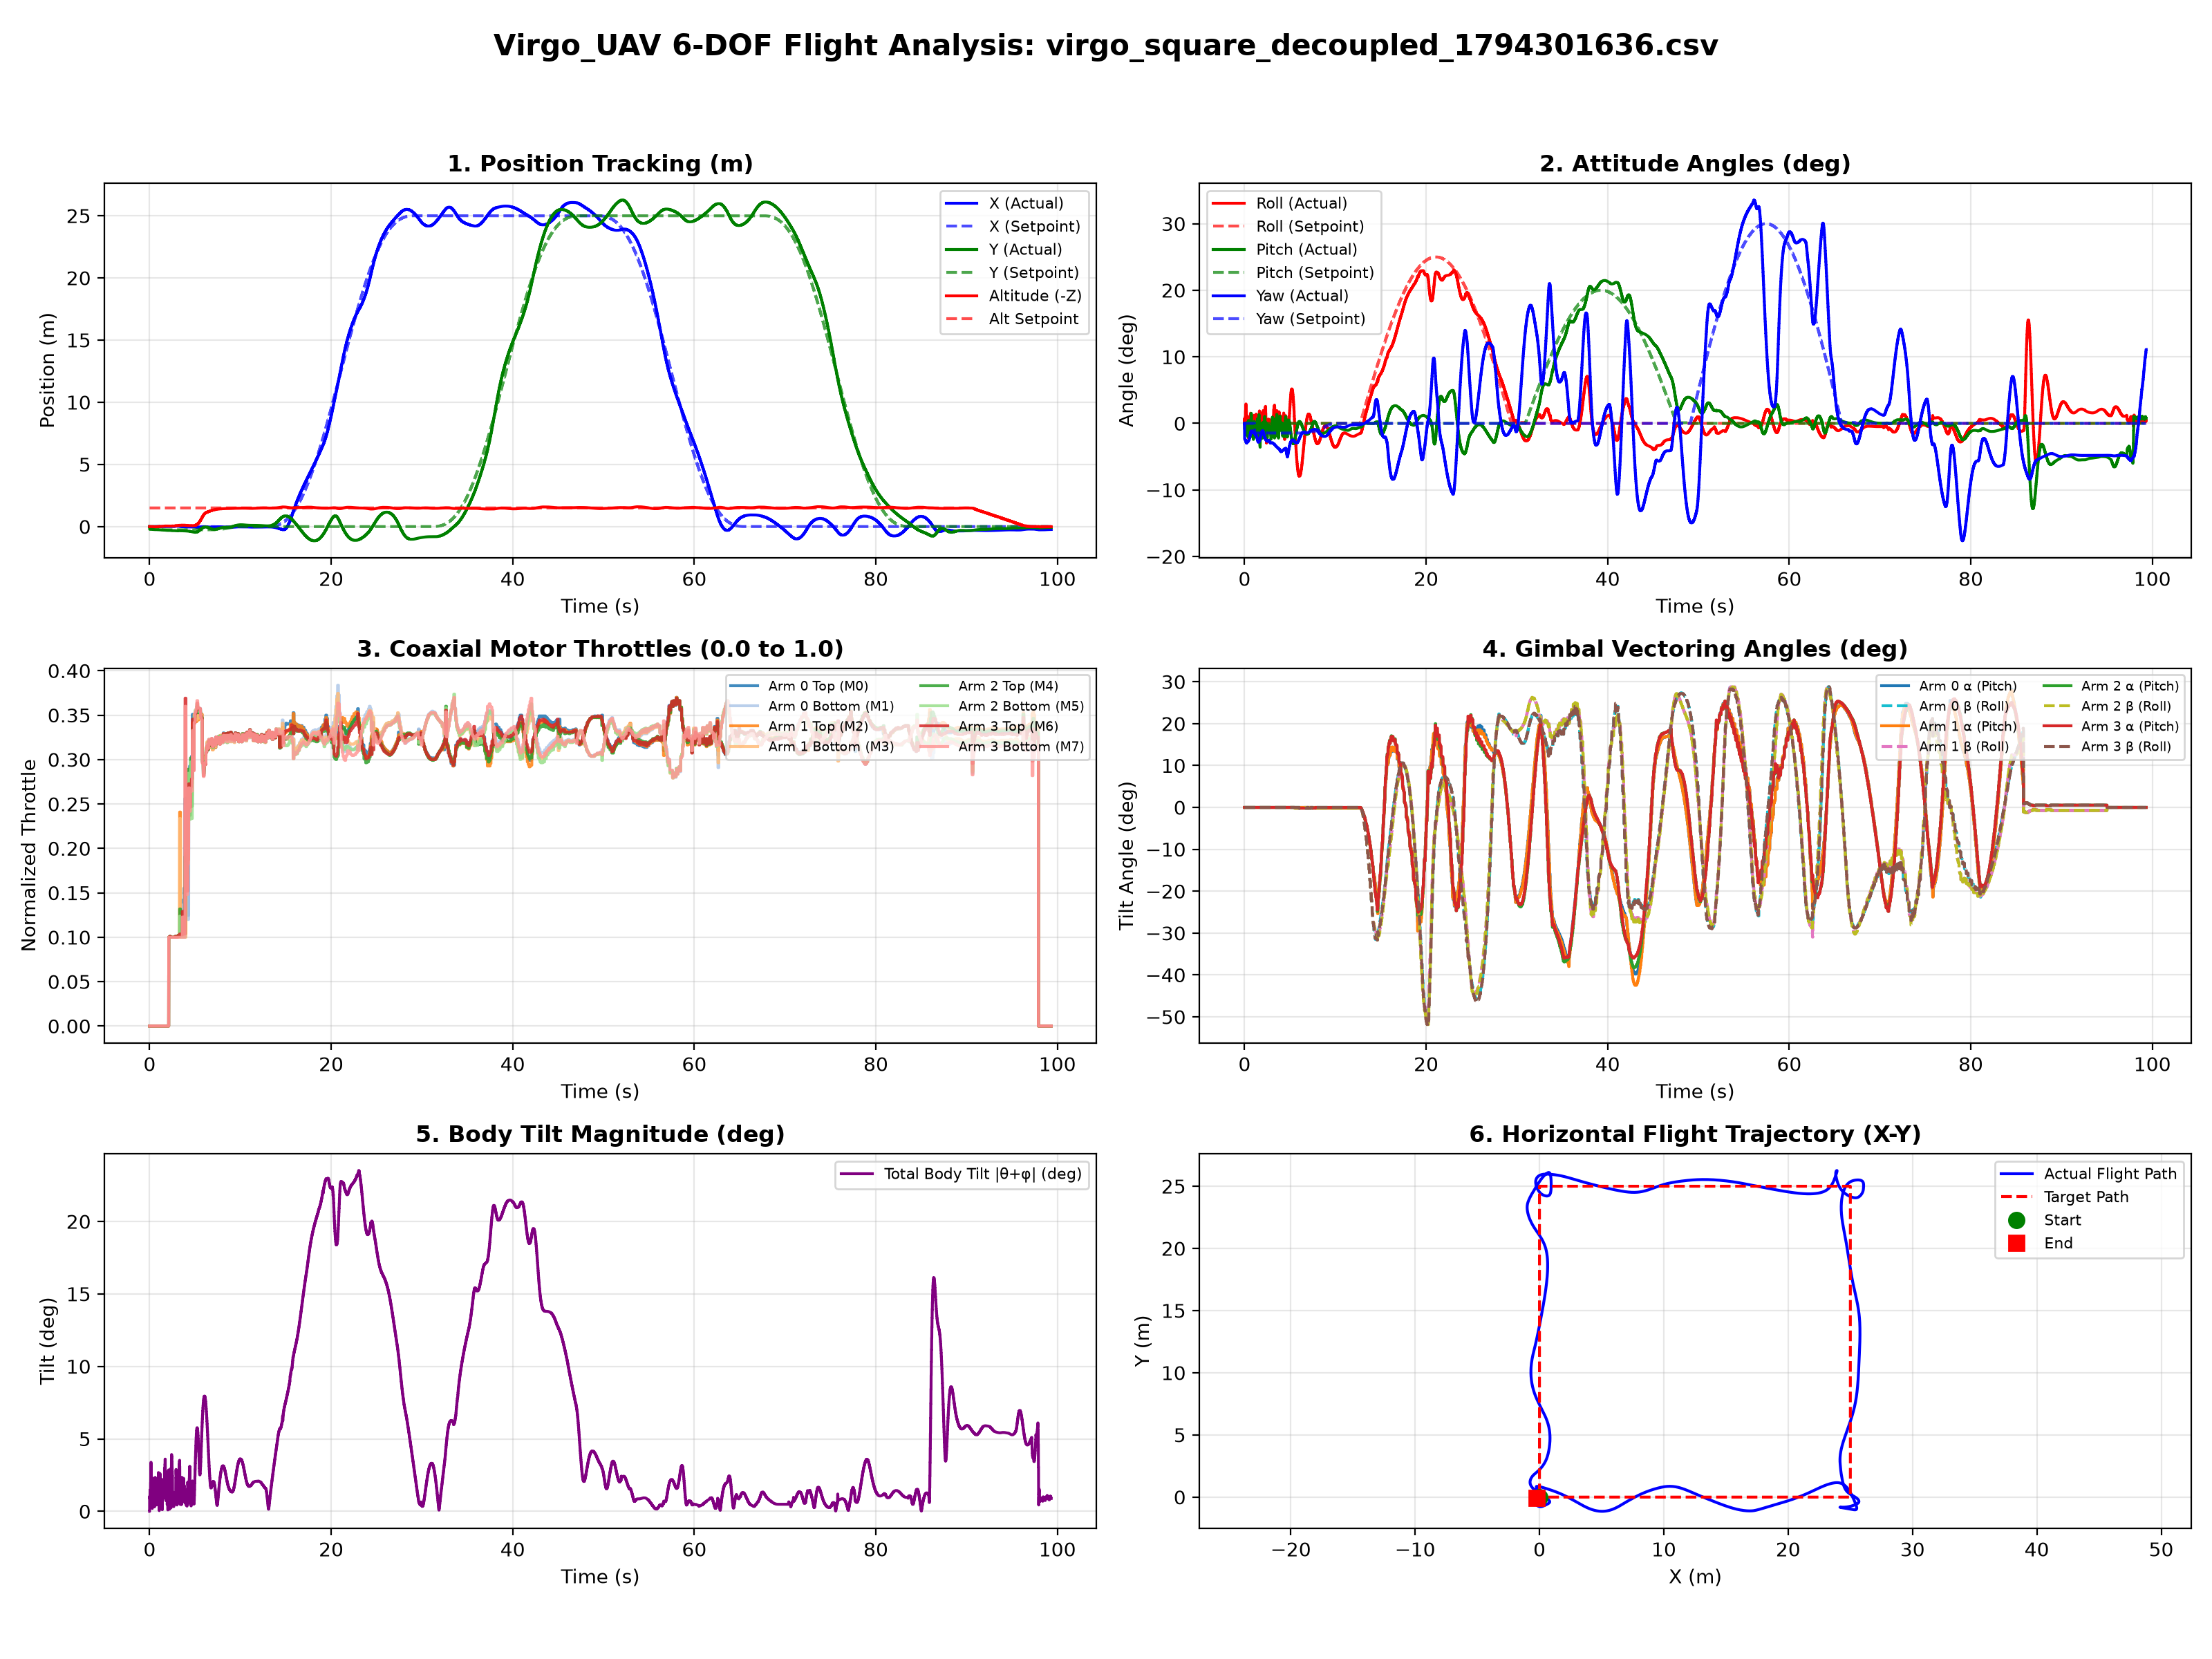 Virgo_UAV 6-DOF Flight Analysis: virgo_square_decoupled_1794301636.csv
1. Position Tracking (m)
Position (m)
25
20
15
10
5
0
X (Actual)
X (Setpoint)
Y (Actual)
Y (Setpoint)
Altitude (-Z)
Alt Setpoint
0 20 40 60 80 100
Time (s)
2. Attitude Angles (deg)
Angle (deg)
30
20
10
0
−10
−20
Roll (Actual)
Roll (Setpoint)
Pitch (Actual)
Pitch (Setpoint)
Yaw (Actual)
Yaw (Setpoint)
0 20 40 60 80 100
Time (s)
3. Coaxial Motor Throttles (0.0 to 1.0)
Normalized Throttle
0.40
0.35
0.30
0.25
0.20
0.15
0.10
0.05
0.00
Arm 0 Top (M0)
Arm 0 Bottom (M1)
Arm 1 Top (M2)
Arm 1 Bottom (M3)
Arm 2 Top (M4)
Arm 2 Bottom (M5)
Arm 3 Top (M6)
Arm 3 Bottom (M7)
0 20 40 60 80 100
Time (s)
4. Gimbal Vectoring Angles (deg)
Tilt Angle (deg)
30
20
10
0
−10
−20
−30
−40
−50
Arm 0 α (Pitch)
Arm 0 β (Roll)
Arm 1 α (Pitch)
Arm 1 β (Roll)
Arm 2 α (Pitch)
Arm 2 β (Roll)
Arm 3 α (Pitch)
Arm 3 β (Roll)
0 20 40 60 80 100
Time (s)
5. Body Tilt Magnitude (deg)
Tilt (deg)
20
15
10
5
0
Total Body Tilt |θ+φ| (deg)
0 20 40 60 80 100
Time (s)
6. Horizontal Flight Trajectory (X-Y)
Y (m)
25
20
15
10
5
0
Actual Flight Path
Target Path
Start
End
−20 −10 0 10 20 30 40 50
X (m)